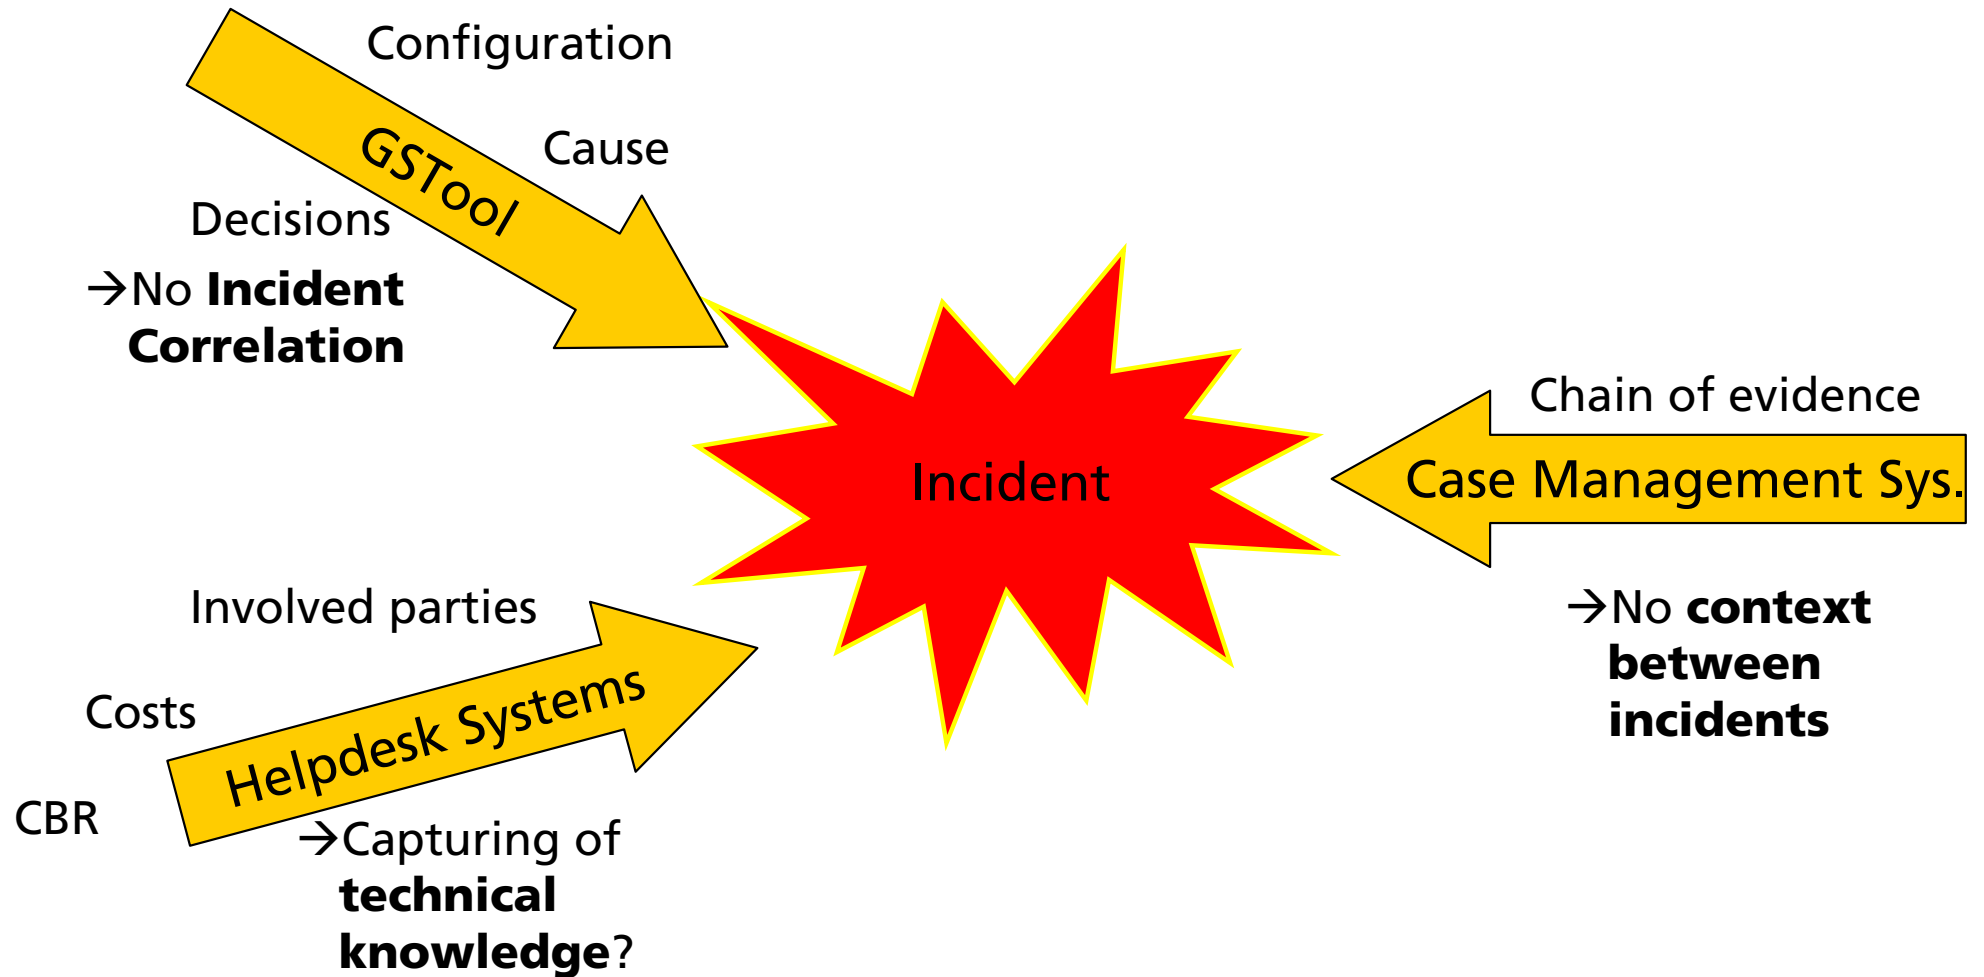 Configuration
Cause
GSTool
Decisions
→No Incident
Correlation
Incident
Chain of evidence
Case Management Sys.
→No context
between
incidents
Involved parties
Costs
Helpdesk Systems
CBR
→Capturing of
technical
knowledge?